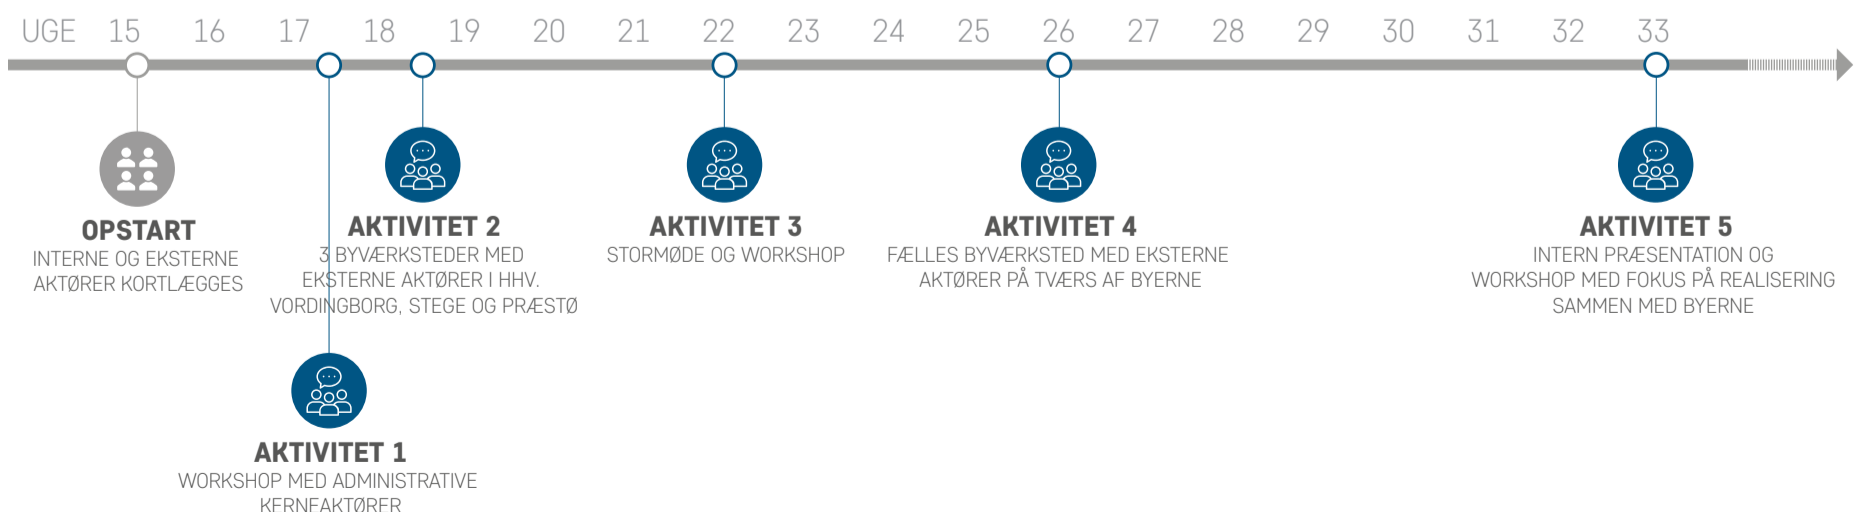 UGE 15 16 17 18 19 20 21 22 23 24 25 26 27 28 29 30 31 32 33
OPSTART
INTERNE OG EKSTERNE
AKTØRER KORTLÆGGES
AKTIVITET 2
3 BYVÆRKSTEDER MED
EKSTERNE AKTØRER I HHV.
VORDINGBORG, STEGE OG PRÆSTØ
AKTIVITET 3
STORMØDE OG WORKSHOP
AKTIVITET 4
FÆLLES BYVÆRKSTED MED EKSTERNE
AKTØRER PÅ TVÆRS AF BYERNE
AKTIVITET 5
INTERN PRÆSENTATION OG
WORKSHOP MED FOKUS PÅ REALISERING
SAMMEN MED BYERNE
AKTIVITET 1
WORKSHOP MED ADMINISTRATIVE
KERNEAKTØRER